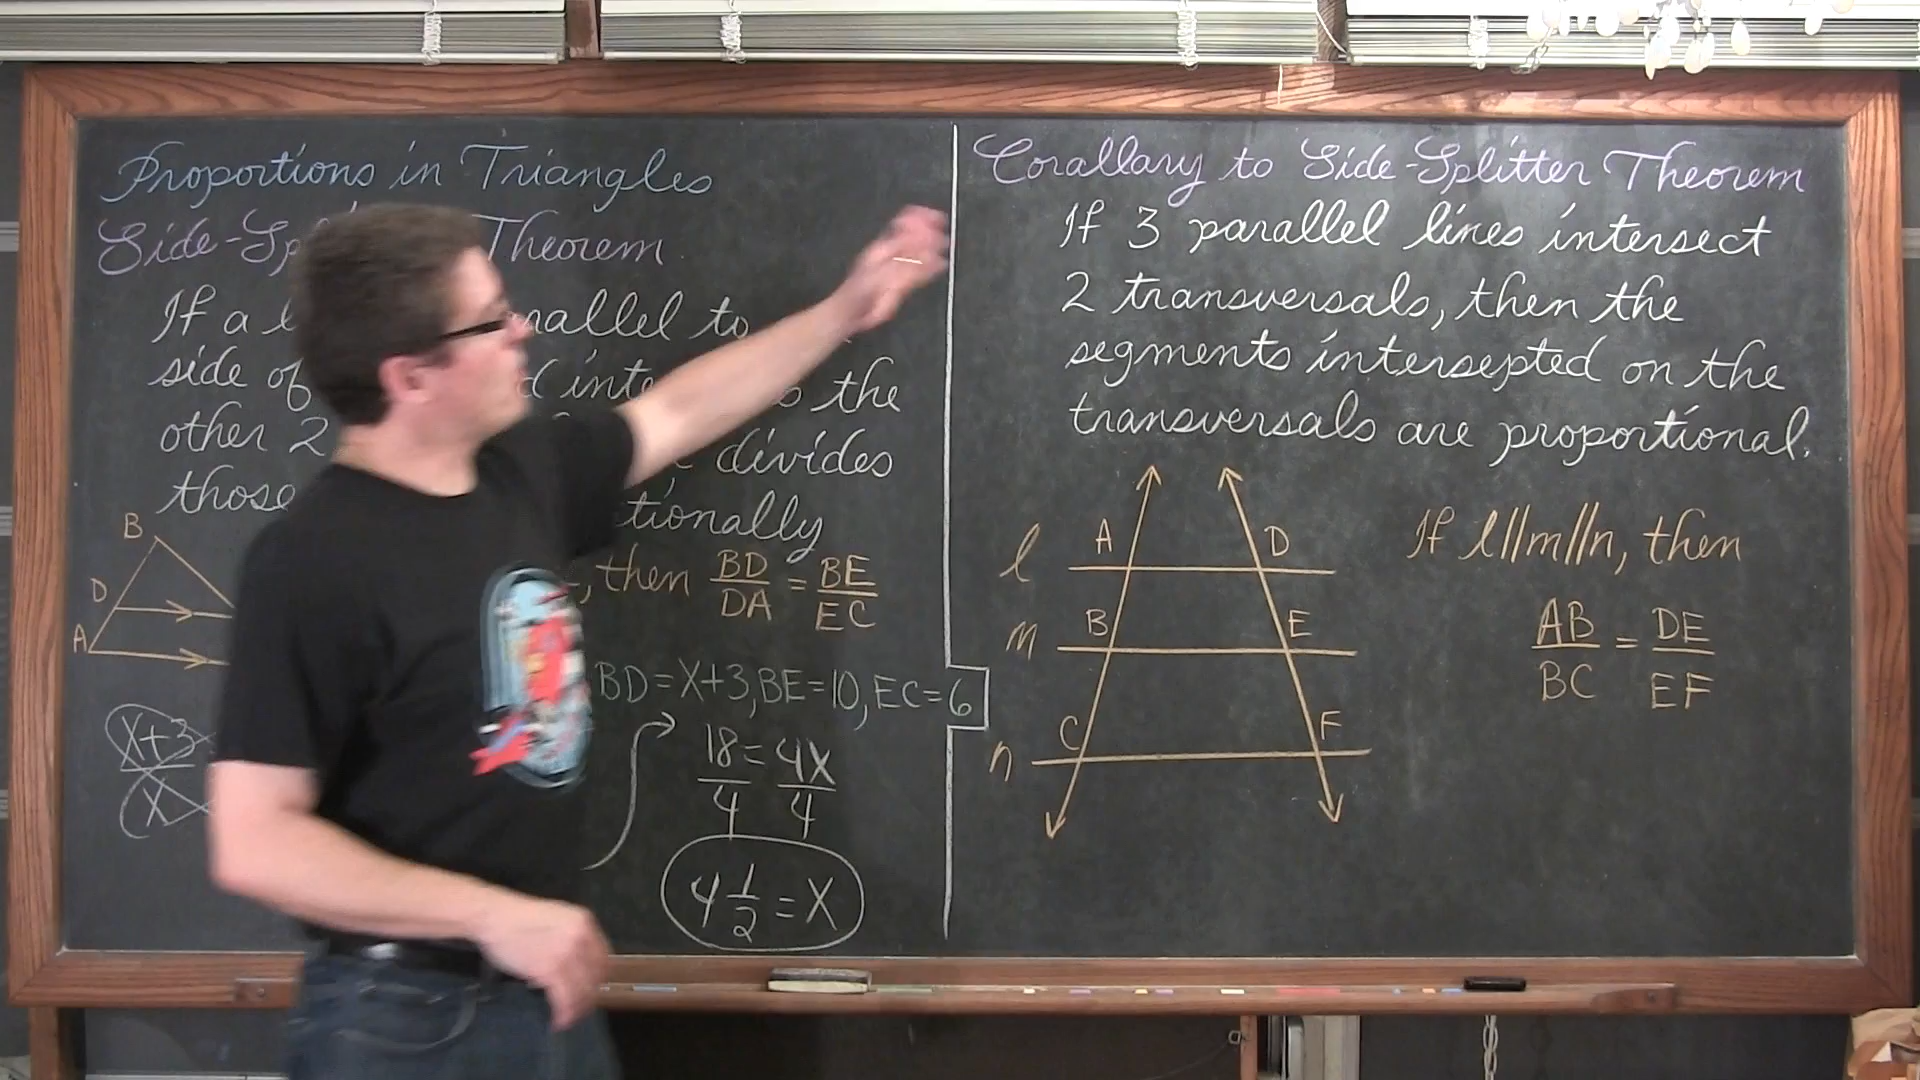 Proportions in Triangles
Side-Sp Theorem
If a l rallel to
side of d inte s the
other 2 divides
those tionally
B
D
A
, then BD/DA = BE/EC
BD=X+3, BE=10, EC=6
X+3
X
18 = 4X
4 4
4 1/2 = X
Corallary to Side-Splitter Theorem
If 3 parallel lines intersect
2 transversals, then the
segments intersepted on the
transversals are proportional.
l A D
m B E
n C F
If l||m||n, then
AB/BC = DE/EF